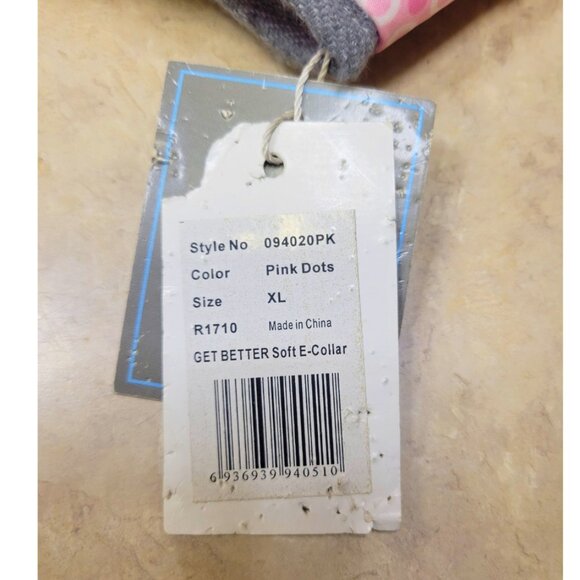 Style No 094020PK
Color Pink Dots
Size XL
R1710 Made in China
GET BETTER Soft E-Collar
6 936939 940510